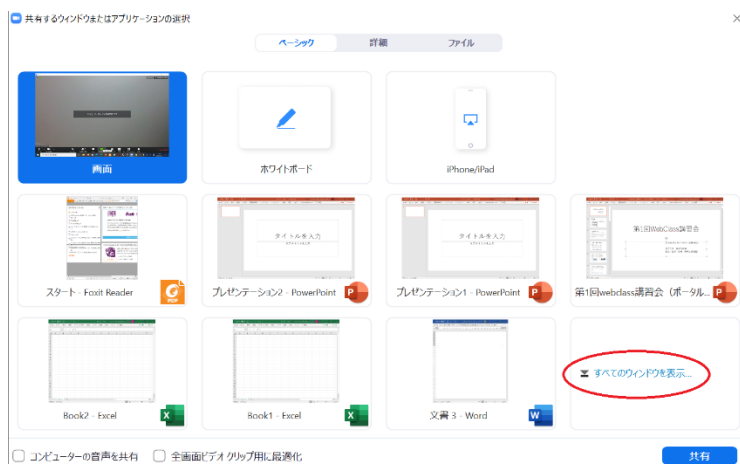 共有するウィンドウまたはアプリケーションの選択
ベーシック 詳細 ファイル
画面 ホワイトボード iPhone/iPad
タイトルを入力 タイトルを入力 第1回WebClass講習会
スタート - Foxit Reader プレゼンテーション2 - PowerPoint プレゼンテーション1 - PowerPoint 第1回webclass講習会（ポータル...
PDF
Book2 - Excel Book1 - Excel 文書 3 - Word すべてのウィンドウを表示...
コンピューターの音声を共有 全画面ビデオ クリップ用に最適化 共有